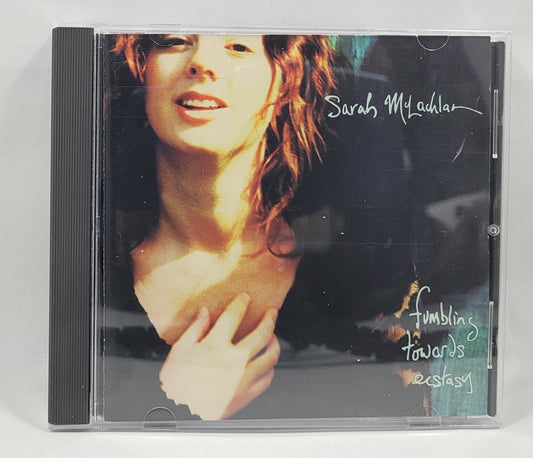 Sarah McLachlan
fumbling
towards
ecstasy